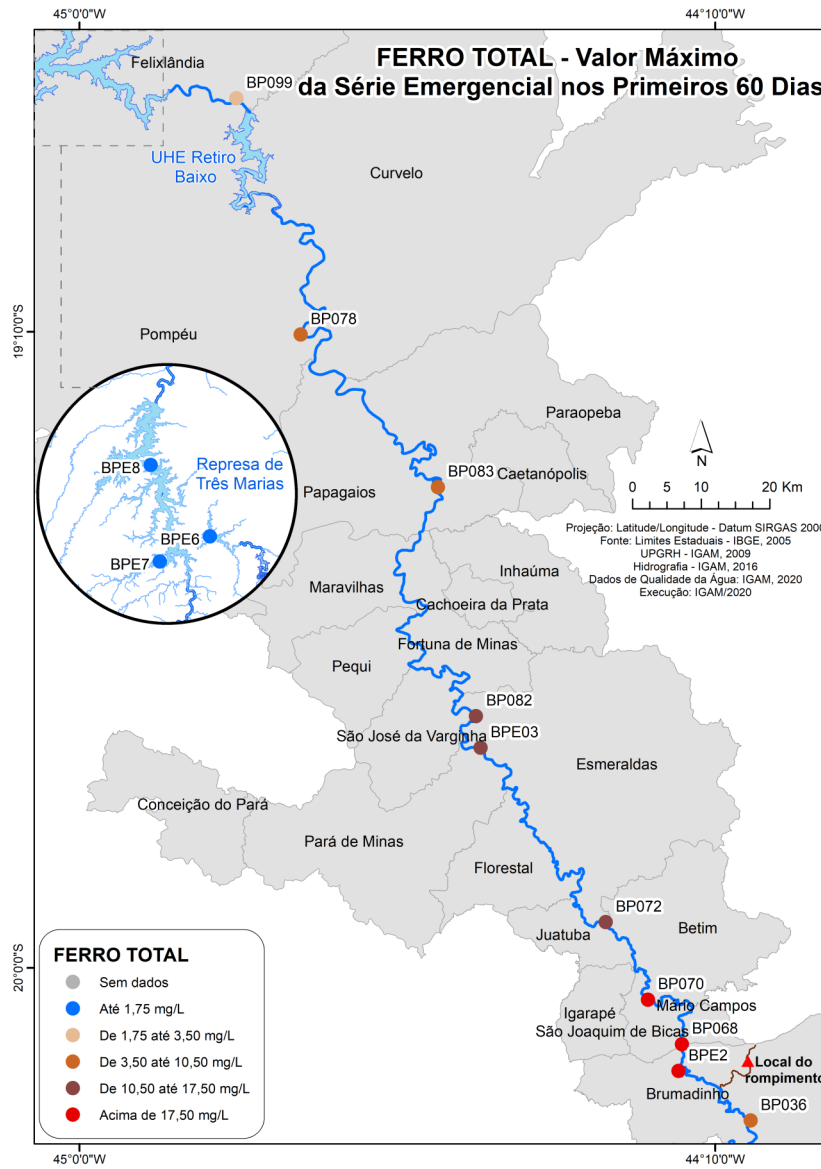 45°0'0"W
44°10'0"W
FERRO TOTAL - Valor Máximo
da Série Emergencial nos Primeiros 60 Dias
Felixlândia
BP099
UHE Retiro
Baixo
Curvelo
19°10'0"S
BP078
Pompéu
Paraopeba
BPE8
Represa de
Três Marias
BP083
Caetanópolis
N
Papagaios
0 5 10 20 Km
BPE6
BPE7
Projeção: Latitude/Longitude - Datum SIRGAS 2000
Fonte: Limites Estaduais - IBGE, 2005
UPGRH - IGAM, 2009
Hidrografia - IGAM, 2016
Dados de Qualidade da Água: IGAM, 2020
Execução: IGAM/2020
Inhaúma
Maravilhas
Cachoeira da Prata
Fortuna de Minas
Pequi
BP082
São José da Varginha
BPE03
Esmeraldas
Conceição do Pará
Pará de Minas
Florestal
BP072
Juatuba
Betim
20°0'0"S
BP070
Mário Campos
Igarapé
São Joaquim de Bicas
BP068
BPE2
Local do
rompimento
Brumadinho
BP036
FERRO TOTAL
Sem dados
Até 1,75 mg/L
De 1,75 até 3,50 mg/L
De 3,50 até 10,50 mg/L
De 10,50 até 17,50 mg/L
Acima de 17,50 mg/L
45°0'0"W
44°10'0"W